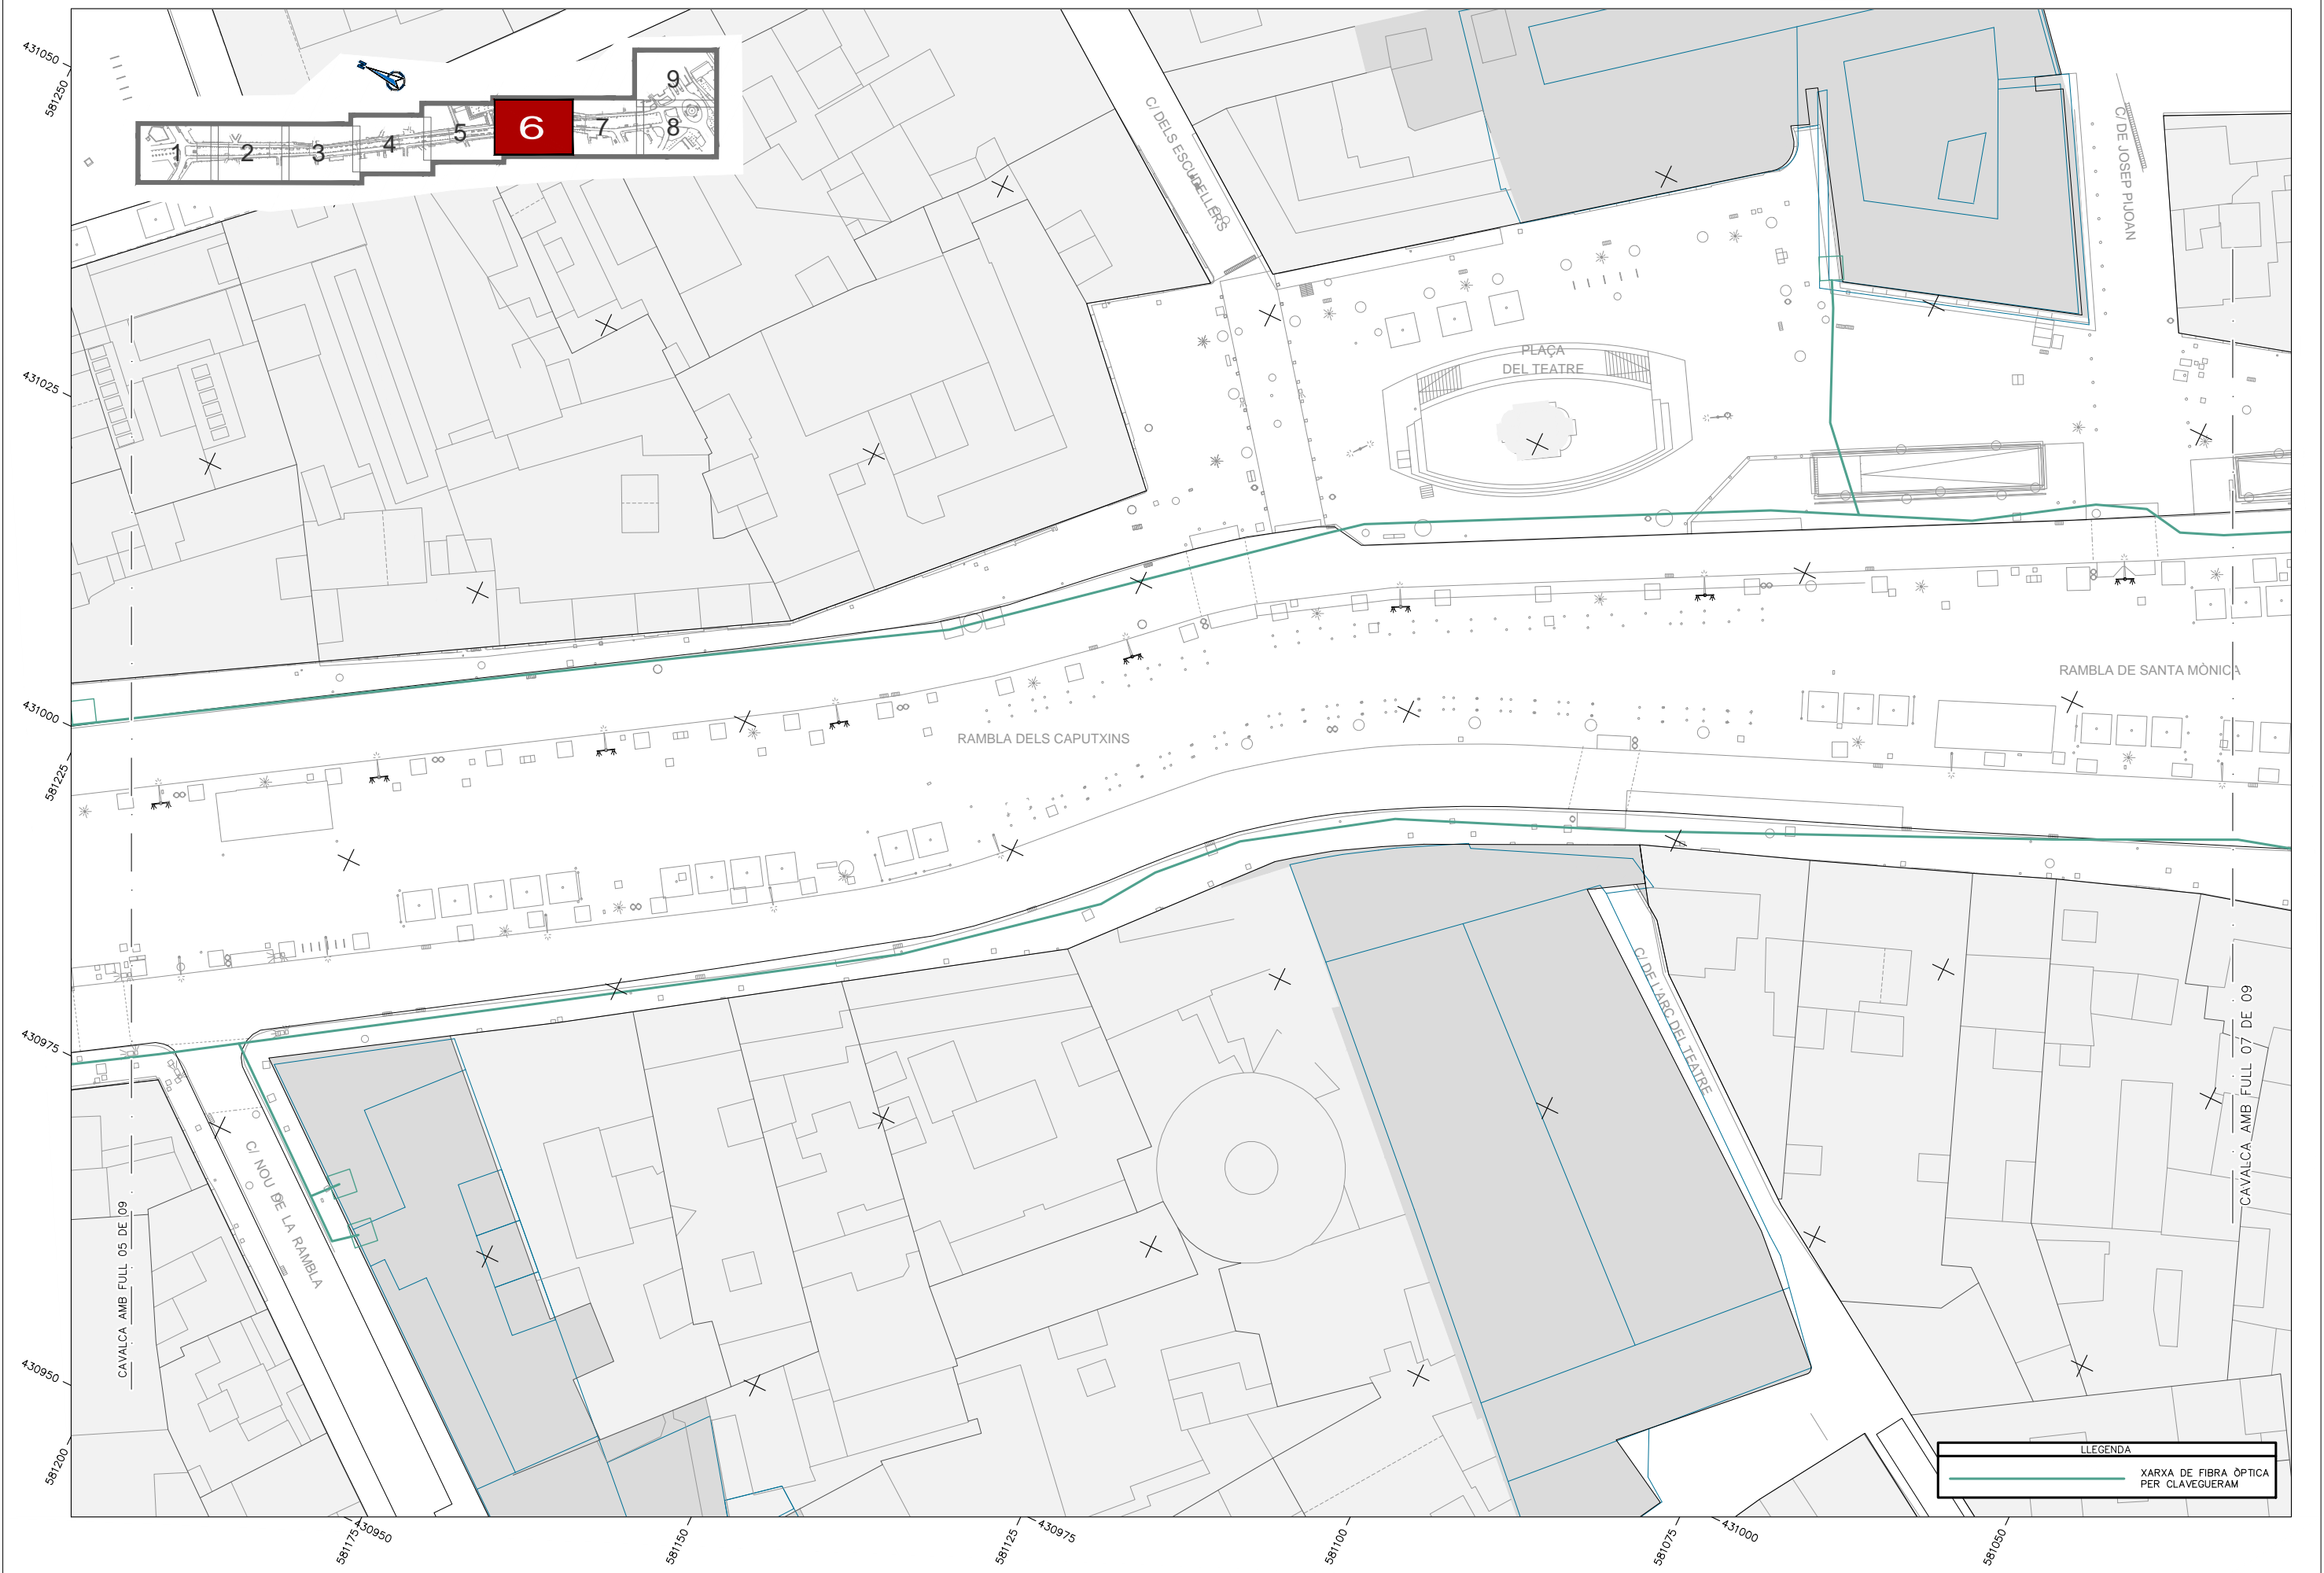 431050
581250
431025
431000
581225
430975
430950
581200
1
2
3
4
5
6
7
8
9
N
C/ DELS ESCUDELLERS
C/ DE JOSEP PIJOAN
PLAÇA
DEL TEATRE
RAMBLA DE SANTA MÒNICA
RAMBLA DELS CAPUTXINS
C/ NOU DE LA RAMBLA
C/ DE L'ARC DEL TEATRE
CAVALCA AMB FULL 05 DE 09
CAVALCA AMB FULL 07 DE 09
LLEGENDA
XARXA DE FIBRA ÒPTICA
PER CLAVEGUERAM
581175
430950
581150
581125
430975
581100
581075
431000
581050